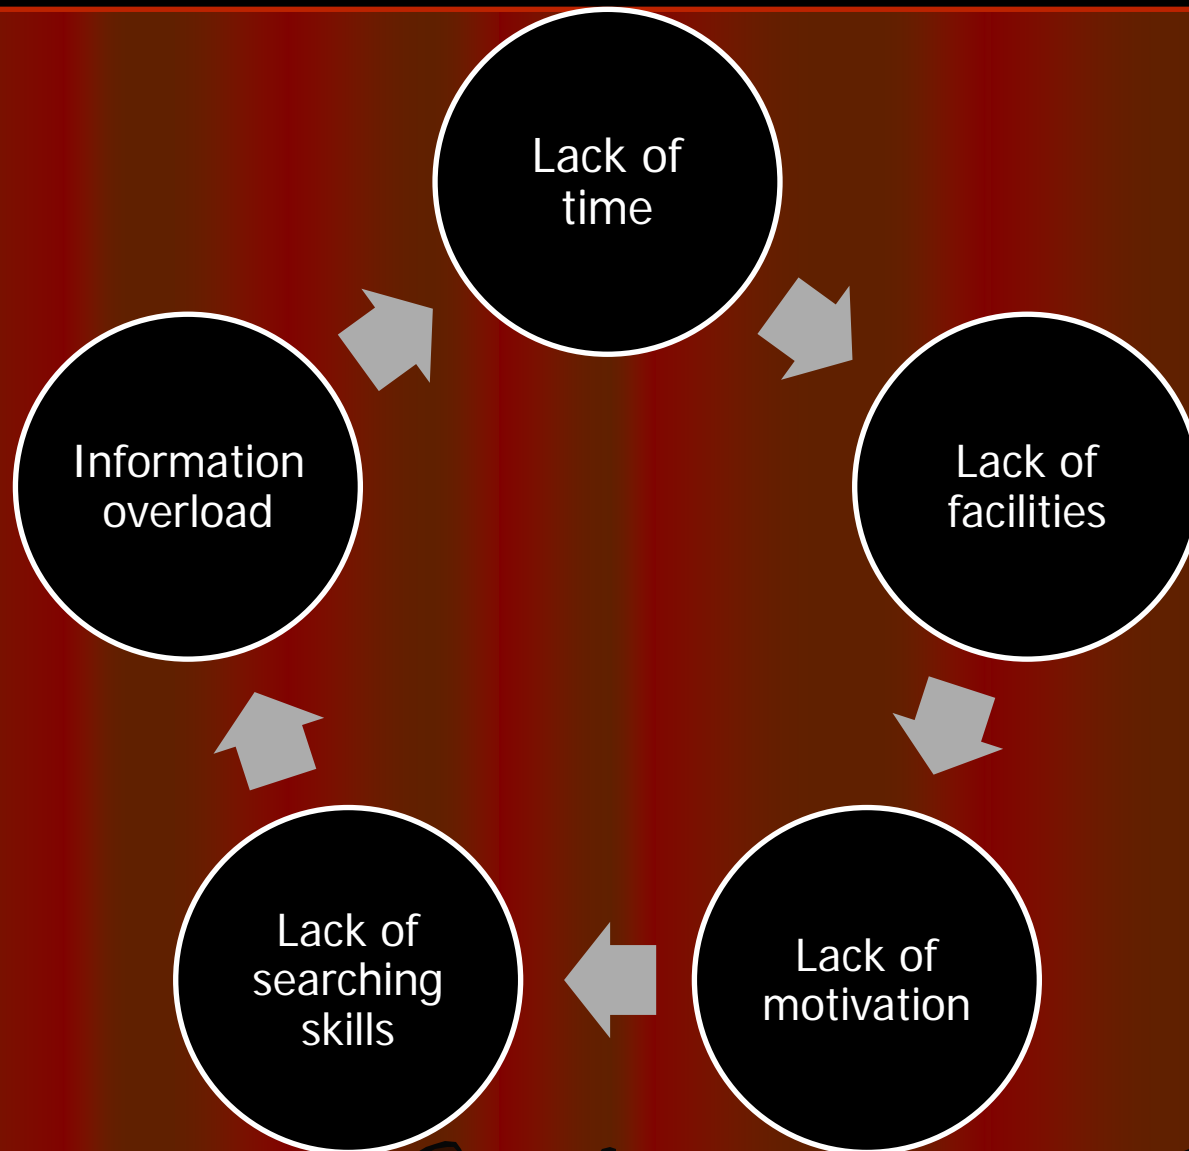 Lack of
time
Lack of
facilities
Lack of
motivation
Lack of
searching
skills
Information
overload